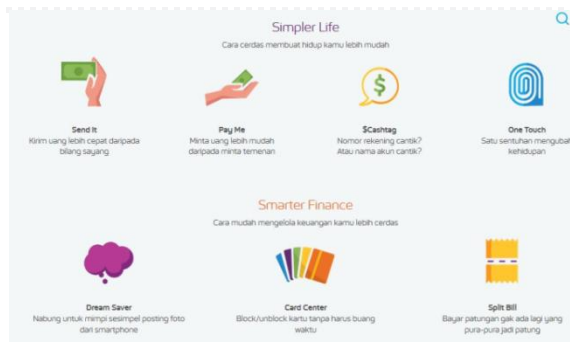 Simpler Life
Cara cerdas membuat hidup kamu lebih mudah
Send It
Kirim uang lebih cepat daripada
bilang sayang
Pay Me
Minta uang lebih mudah
daripada minta temenan
$Cashtag
Nomor rekening cantik?
Atau nama akun cantik?
One Touch
Satu sentuhan mengubat
kehidupan
Smarter Finance
Cara mudah mengelola keuangan kamu lebih cerdas
Dream Saver
Nabung untuk mimpi sesimpel posting foto
dari smartphone
Card Center
Block/unblock kartu tanpa harus buang
waktu
Split Bill
Bayar patungan gak ada lagi yang
pura-pura jadi patung